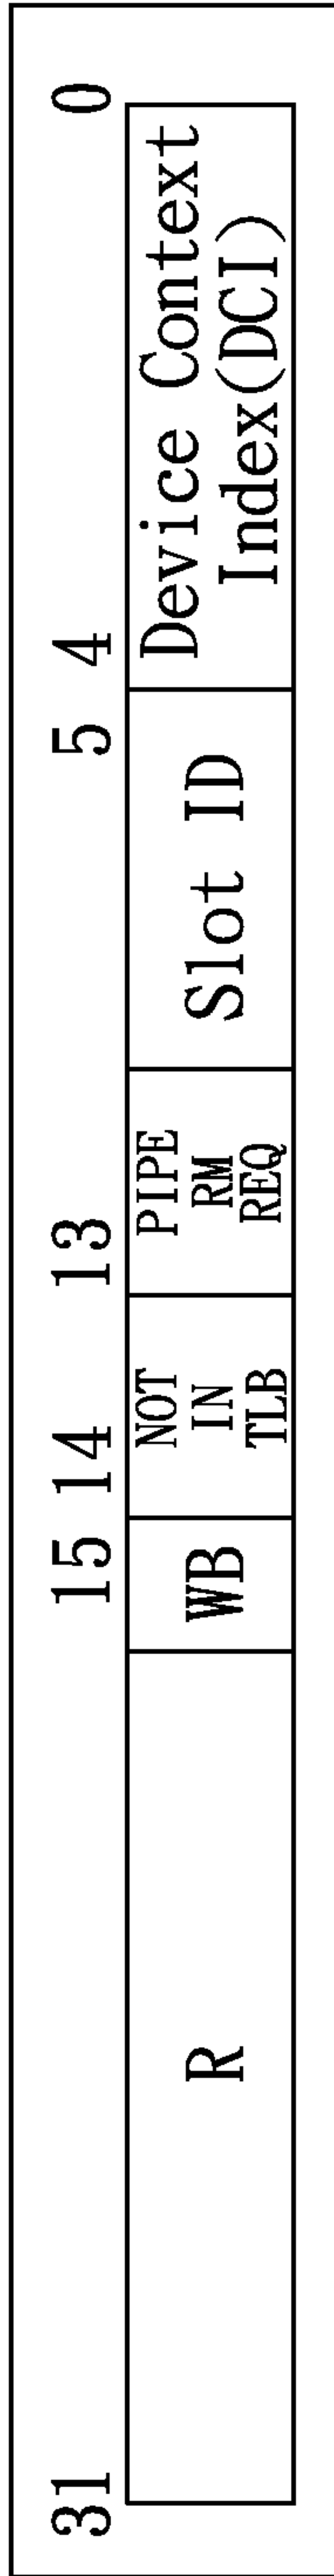 31 15 14 13 5 4 0
R
WB
NOT
IN
TLB
PIPE
RM
REQ
Slot ID
Device Context
Index(DCI)